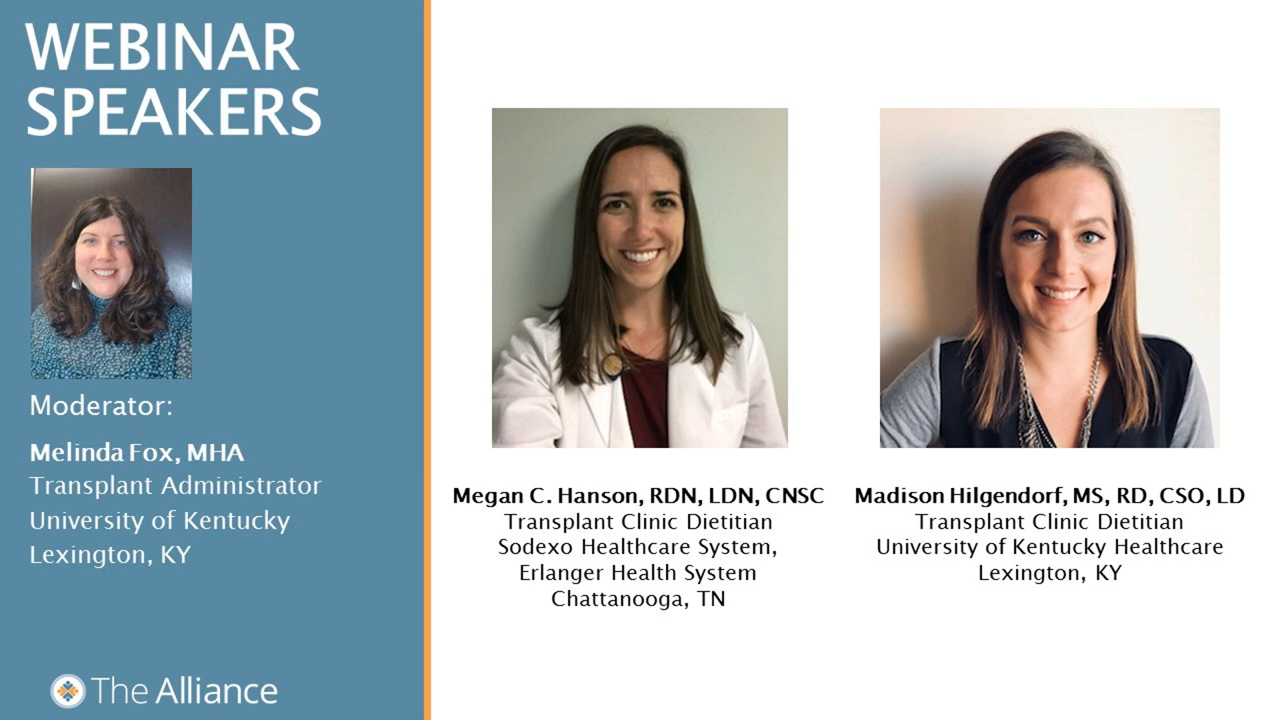 WEBINAR
SPEAKERS
Moderator:
Melinda Fox, MHA
Transplant Administrator
University of Kentucky
Lexington, KY
The Alliance
Megan C. Hanson, RDN, LDN, CNSC
Transplant Clinic Dietitian
Sodexo Healthcare System,
Erlanger Health System
Chattanooga, TN
Madison Hilgendorf, MS, RD, CSO, LD
Transplant Clinic Dietitian
University of Kentucky Healthcare
Lexington, KY